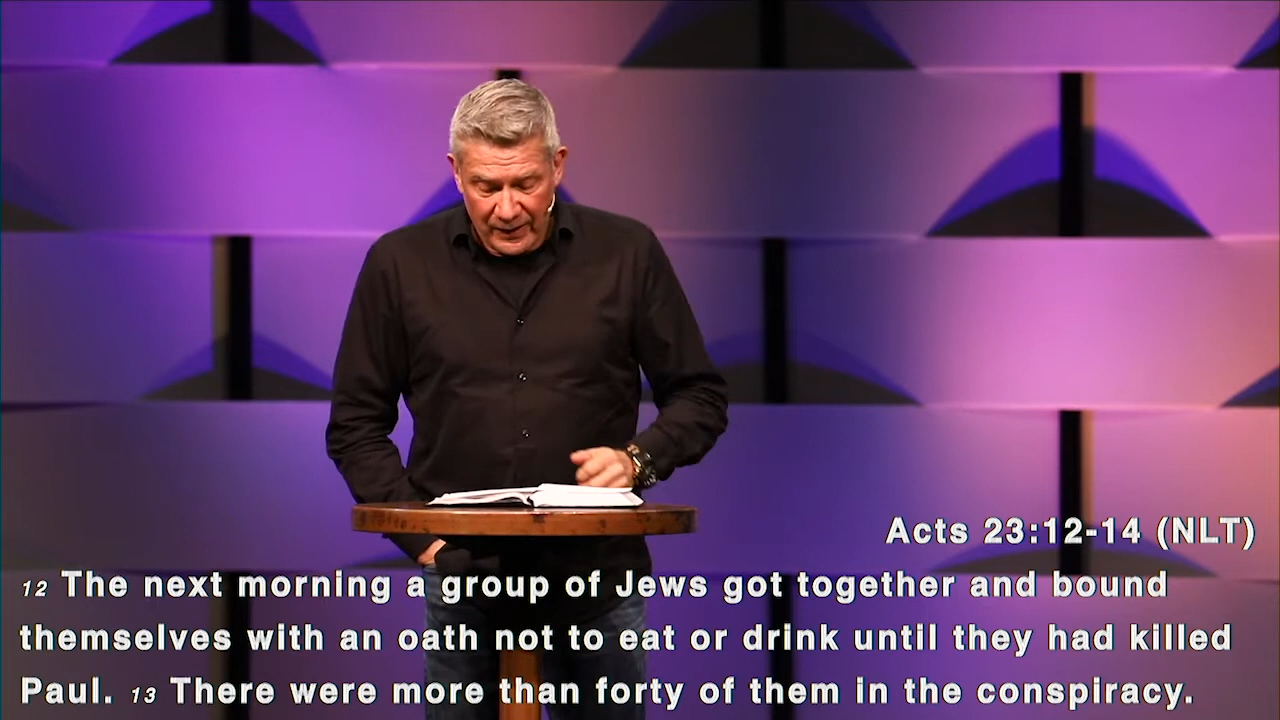 Acts 23:12-14 (NLT)
12 The next morning a group of Jews got together and bound
themselves with an oath not to eat or drink until they had killed
Paul. 13 There were more than forty of them in the conspiracy.